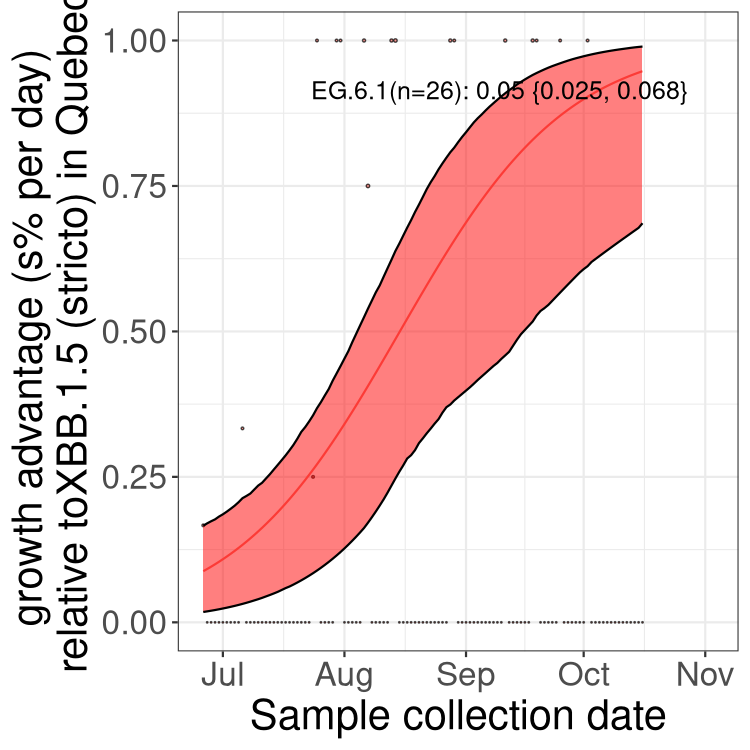 growth advantage (s% per day)
relative toXBB.1.5 (stricto) in Quebec
1.00
0.75
0.50
0.25
0.00
EG.6.1(n=26): 0.05 {0.025, 0.068}
Jul Aug Sep Oct Nov
Sample collection date